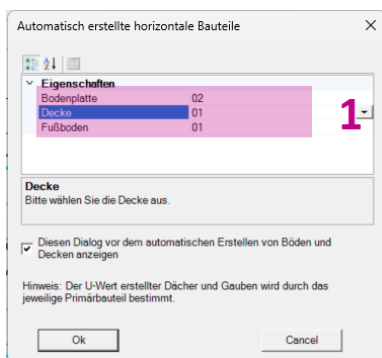 Automatisch erstellte horizontale Bauteile
Eigenschaften
Bodenplatte 02
Decke 01
Fußboden 01
1
Decke
Bitte wählen Sie die Decke aus.
Diesen Dialog vor dem automatischen Erstellen von Böden und
Decken anzeigen
Hinweis: Der U-Wert erstellter Dächer und Gauben wird durch das
jeweilige Primärbauteil bestimmt.
Ok Cancel